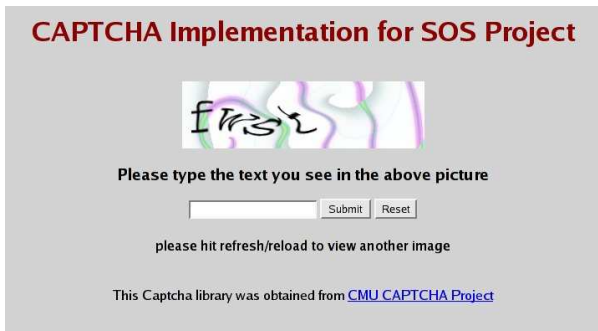 CAPTCHA Implementation for SOS Project
Please type the text you see in the above picture
Submit Reset
please hit refresh/reload to view another image
This Captcha library was obtained from CMU CAPTCHA Project